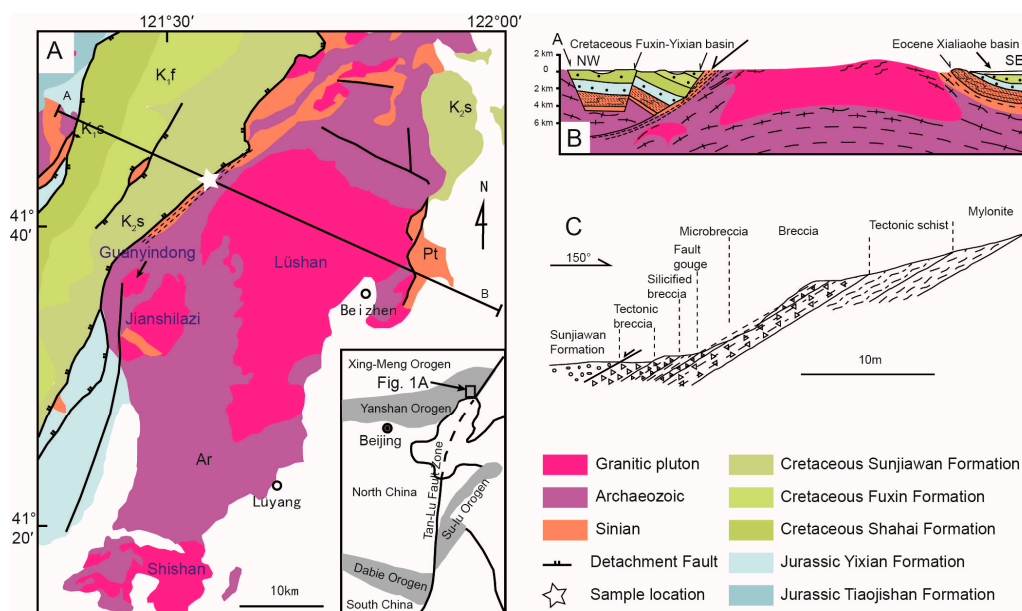 121°30'
122°00'
A
K₁f
A
K₁s
K₂s
K₂s
N
41°
40'
Guanyindong
Lüshan
Pt
B
Beizhen
Jianshilazi
Ar
Luyang
41°
20'
Shishan
10km
Xing-Meng Orogen
Fig. 1A
Yanshan Orogen
Beijing
North China
Tan-Lu Fault Zone
Su-lu Orogen
Dabie Orogen
South China
A
Cretaceous Fuxin-Yixian basin
Eocene Xialiaohe basin
NW
SE
2 km
0
2 km
4 km
6 km
B
C
150°
Mylonite
Tectonic schist
Breccia
Microbreccia
Fault
gouge
Silicified
breccia
Tectonic
breccia
Sunjiawan
Formation
10m
Granitic pluton
Archaeozoic
Sinian
Detachment Fault
Sample location
Cretaceous Sunjiawan Formation
Cretaceous Fuxin Formation
Cretaceous Shahai Formation
Jurassic Yixian Formation
Jurassic Tiaojishan Formation